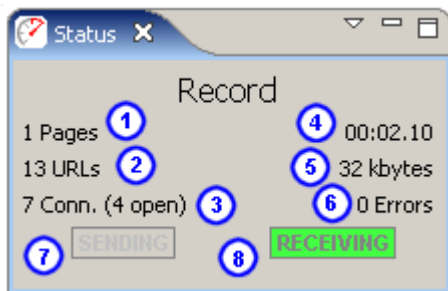 Status
Record
1 Pages 1 4 00:02.10
13 URLs 2 5 32 kbytes
7 Conn. (4 open) 3 6 0 Errors
7 SENDING 8 RECEIVING